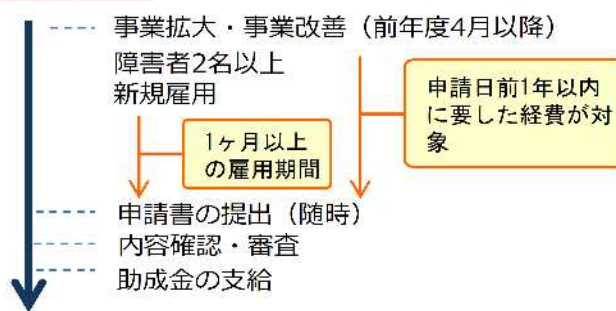 事業拡大・事業改善（前年度4月以降）
障害者2名以上
新規雇用
申請日前1年以内
に要した経費が対
象
1ヶ月以上
の雇用期間
申請書の提出（随時）
内容確認・審査
助成金の支給